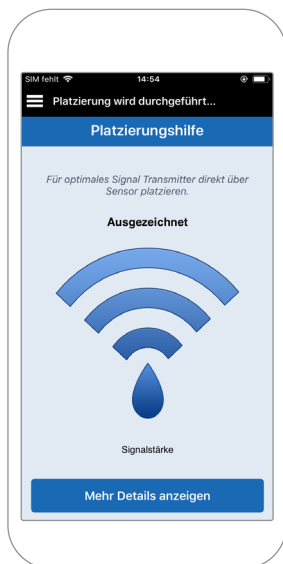 SIM fehlt 14:54
Platzierung wird durchgeführt...
Platzierungshilfe
Für optimales Signal Transmitter direkt über
Sensor platzieren.
Ausgezeichnet
Signalstärke
Mehr Details anzeigen